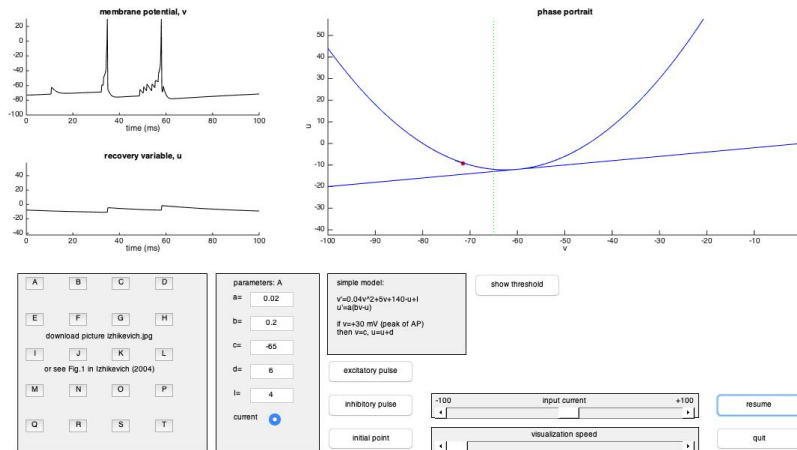 membrane potential, v
20
0
-20
-40
-60
-80
-100
0 20 40 60 80 100
time (ms)
recovery variable, u
40
20
0
-20
-40
0 20 40 60 80 100
time (ms)
phase portrait
50
40
30
20
10
0
-10
-20
-30
-40
u
-100 -90 -80 -70 -60 -50 -40 -30 -20 -10 0
v
A B C D
E F G H
download picture izhikevich.jpg
I J K L
or see Fig.1 in Izhikevich (2004)
M N O P
Q R S T
parameters: A
a= 0.02
b= 0.2
c= -65
d= 6
I= 4
current
simple model:
v'=0.04v^2+5v+140-u+I
u'=a(bv-u)
if v=+30 mV (peak of AP)
then v=c, u=u+d
show threshold
excitatory pulse
inhibitory pulse
initial point
-100 input current +100
visualization speed
resume
quit